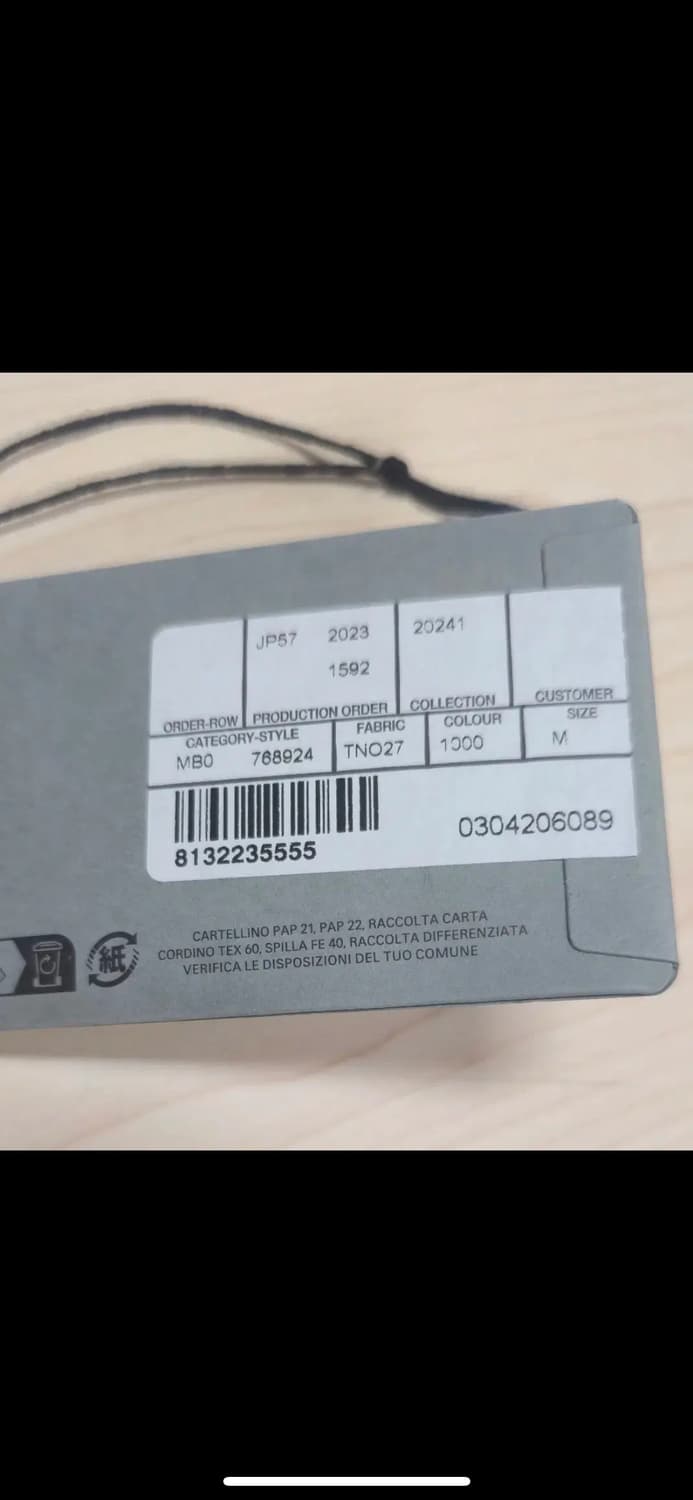 JP57 2023 20241
1592
ORDER-ROW PRODUCTION ORDER COLLECTION CUSTOMER
CATEGORY-STYLE FABRIC COLOUR SIZE
MB0 768924 TNO27 1000 M
8132235555 0304206089
紙
CARTELLINO PAP 21, PAP 22, RACCOLTA CARTA
CORDINO TEX 60, SPILLA FE 40, RACCOLTA DIFFERENZIATA
VERIFICA LE DISPOSIZIONI DEL TUO COMUNE